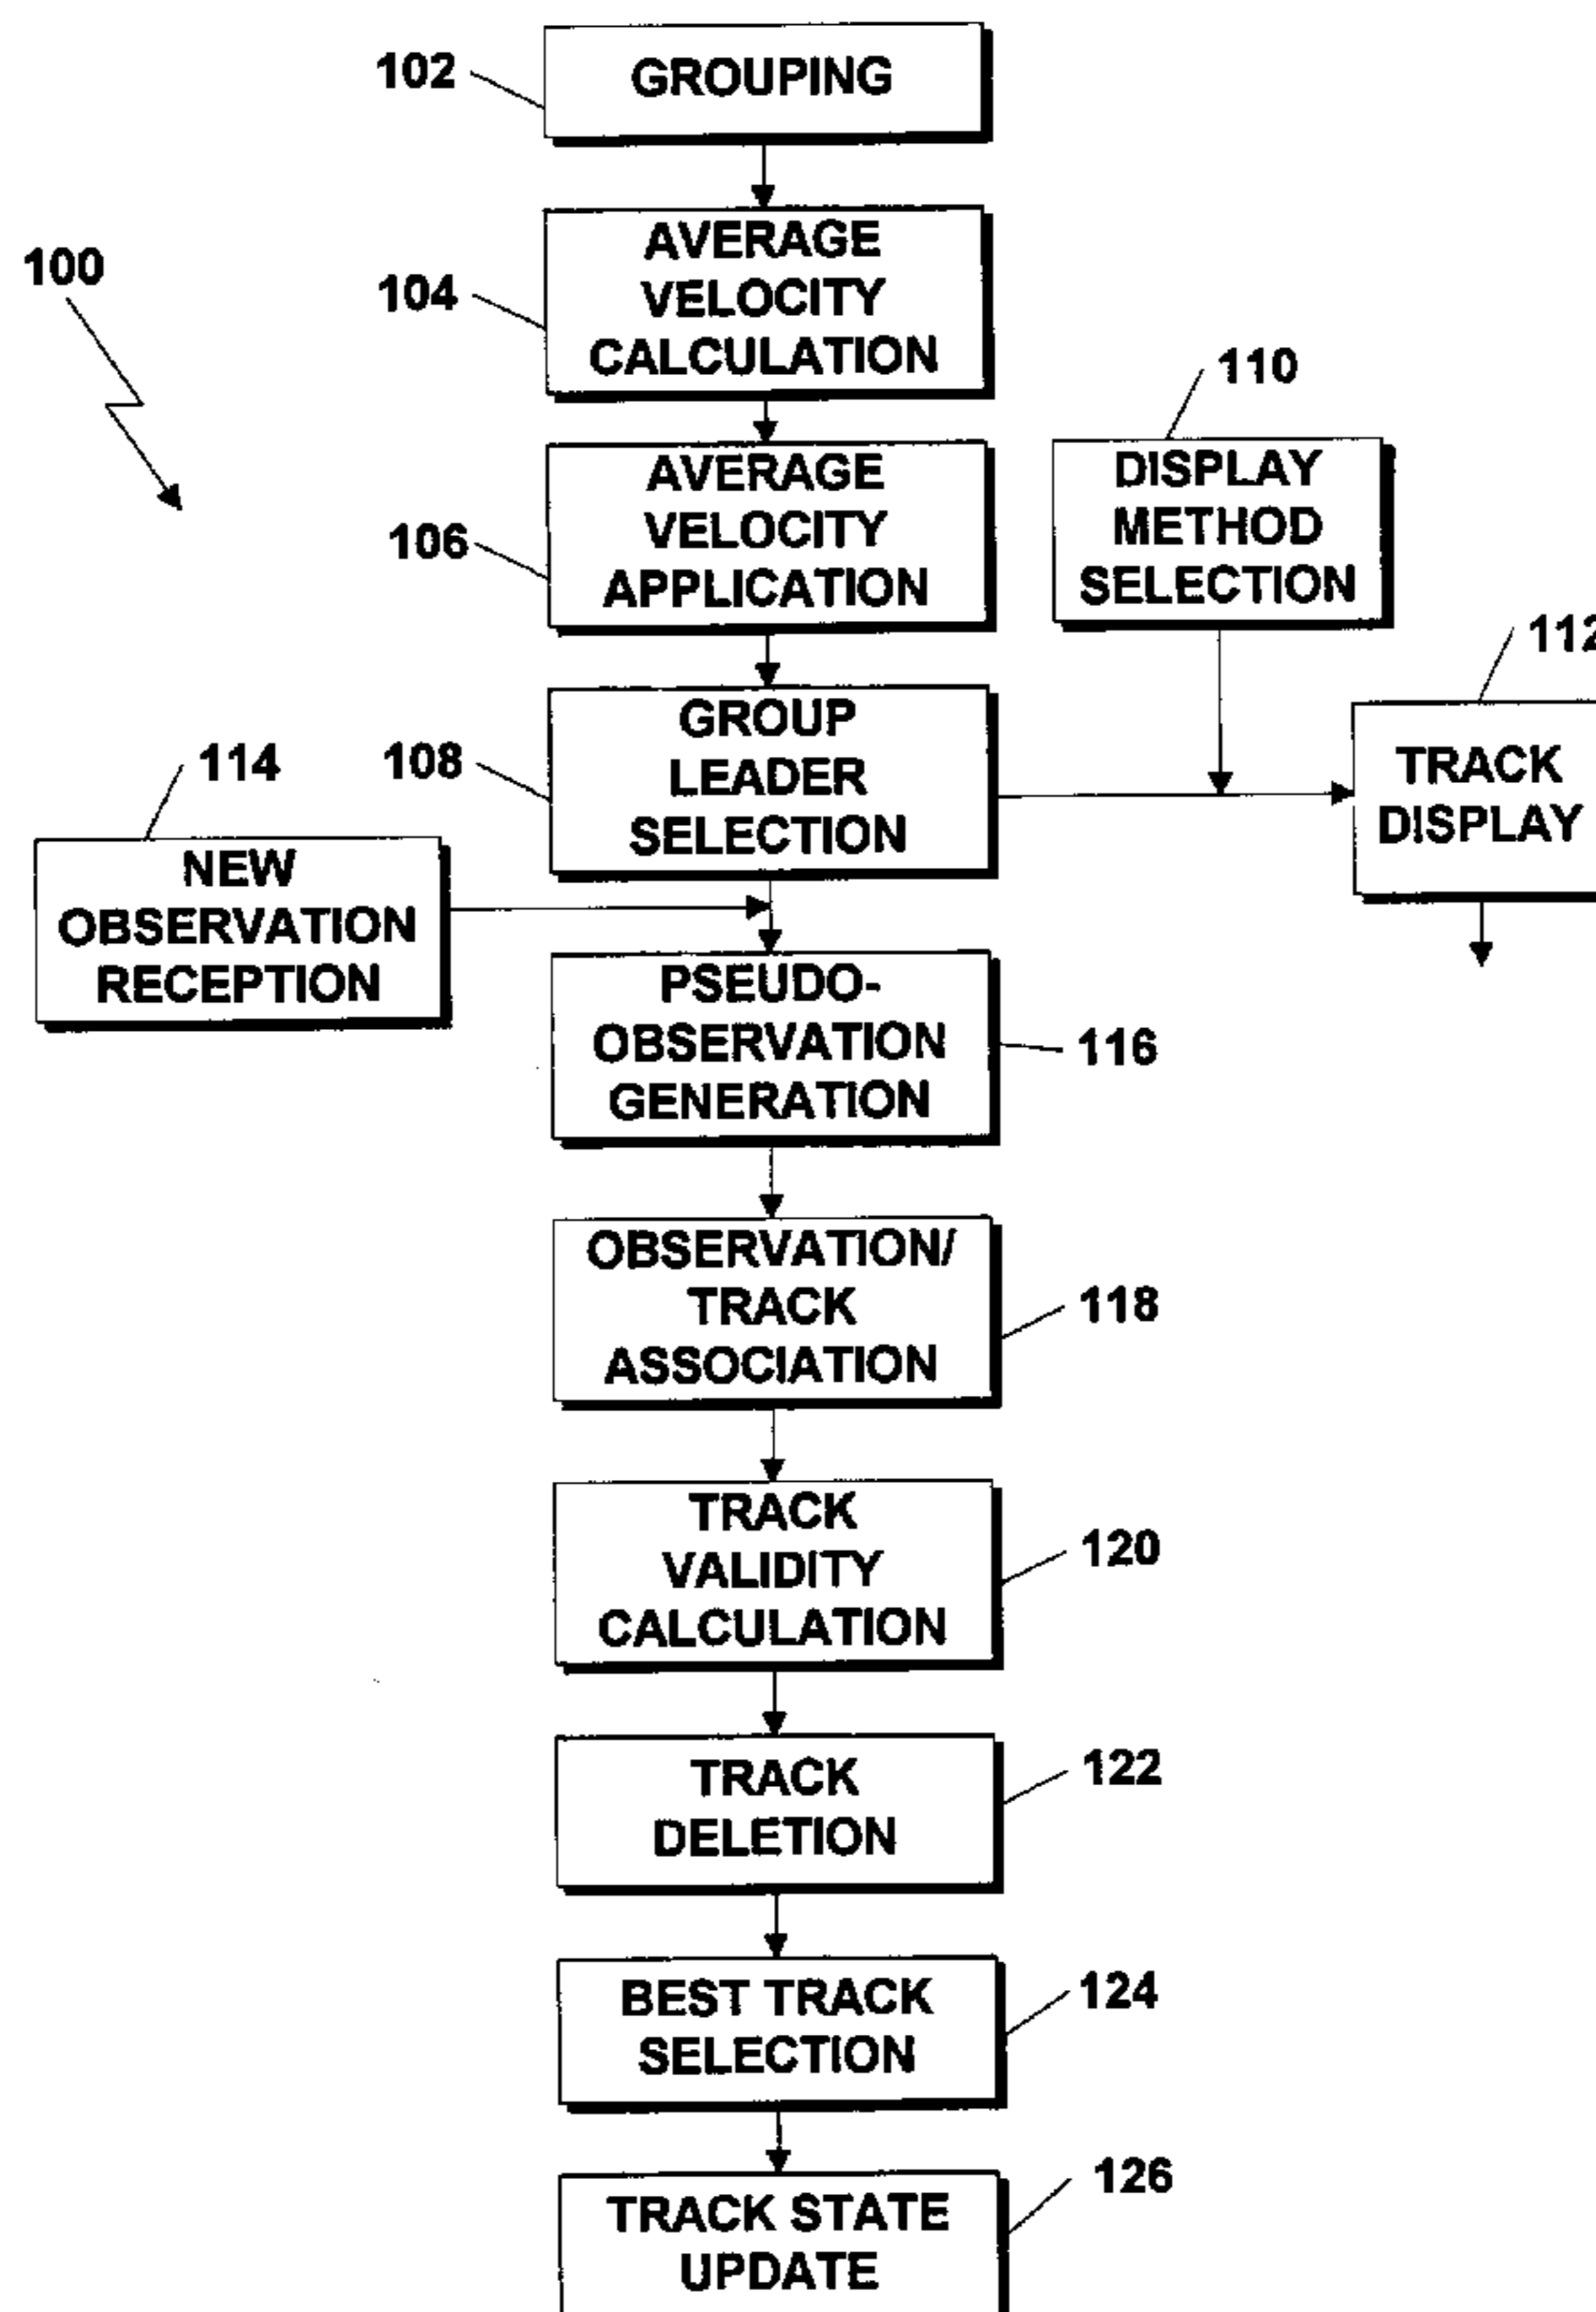 102
GROUPING
100
104
AVERAGE
VELOCITY
CALCULATION
106
AVERAGE
VELOCITY
APPLICATION
110
DISPLAY
METHOD
SELECTION
112
TRACK
DISPLAY
108
GROUP
LEADER
SELECTION
114
NEW
OBSERVATION
RECEPTION
PSEUDO-
OBSERVATION
GENERATION
116
OBSERVATION/
TRACK
ASSOCIATION
118
TRACK
VALIDITY
CALCULATION
120
TRACK
DELETION
122
BEST TRACK
SELECTION
124
TRACK STATE
UPDATE
126